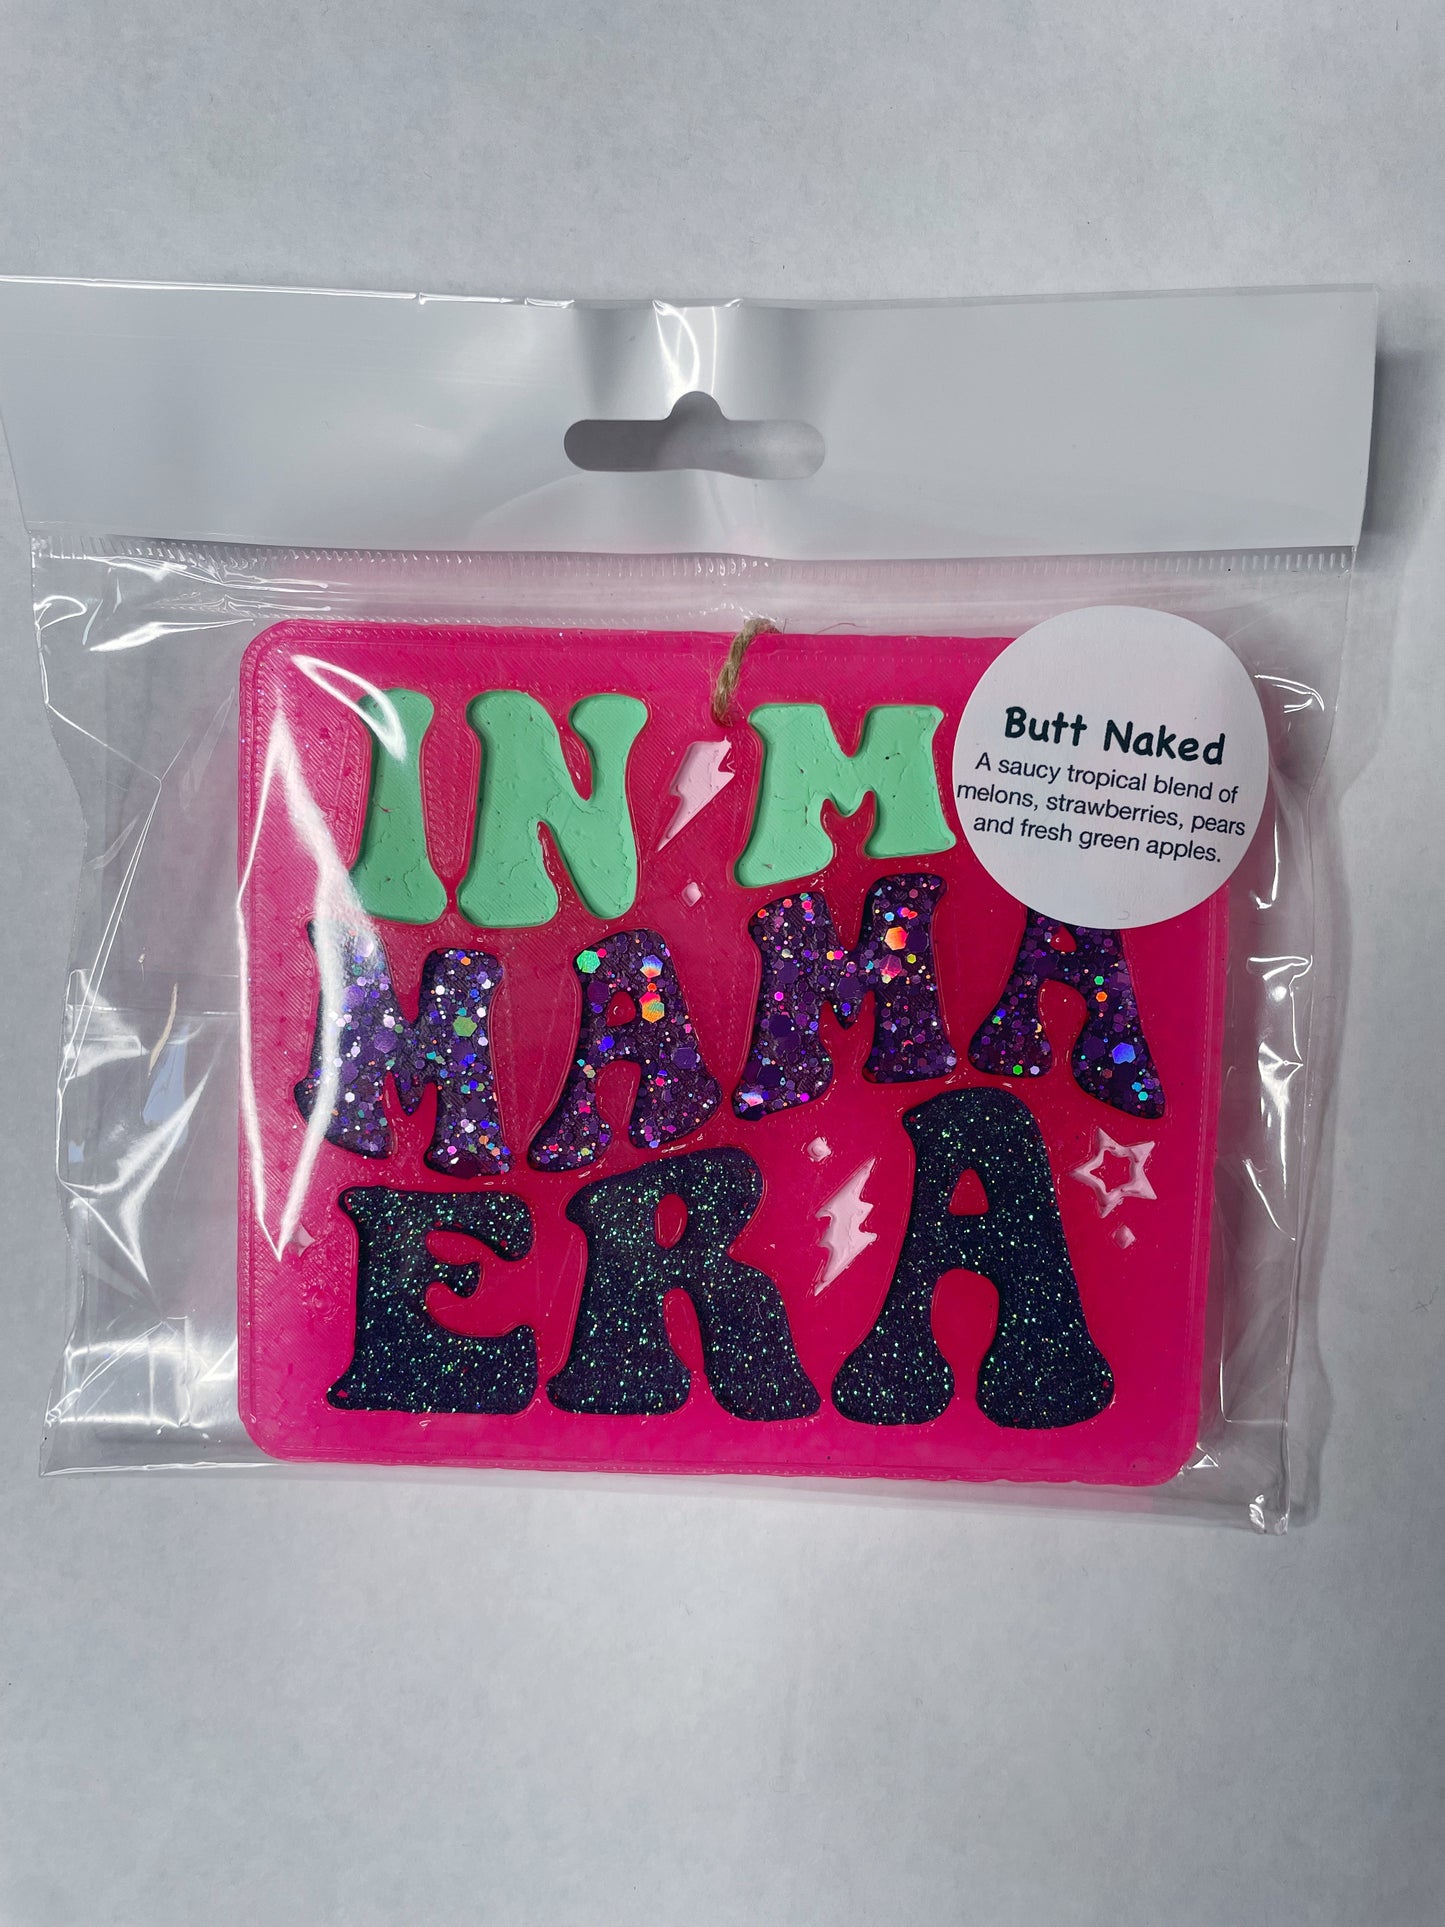 IN M
MAMA
ERA
Butt Naked
A saucy tropical blend of
melons, strawberries, pears
and fresh green apples.